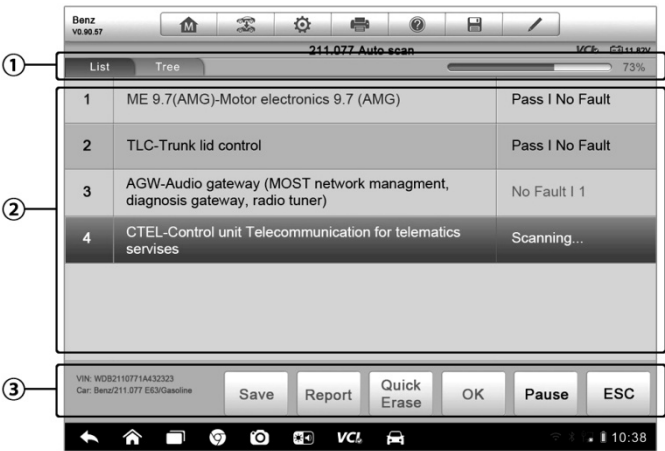 Benz
V0.90.57
M
211.077 Auto scan
VCI 11.82V
① List Tree 73%
②
1 ME 9.7(AMG)-Motor electronics 9.7 (AMG) Pass I No Fault
2 TLC-Trunk lid control Pass I No Fault
3 AGW-Audio gateway (MOST network managment,
diagnosis gateway, radio tuner) No Fault I 1
4 CTEL-Control unit Telecommunication for telematics
servises Scanning...
③
VIN: WDB2110771A432323
Car: Benz/211.077 E63/Gasoline
Save Report Quick
Erase OK Pause ESC
VCI 10:38